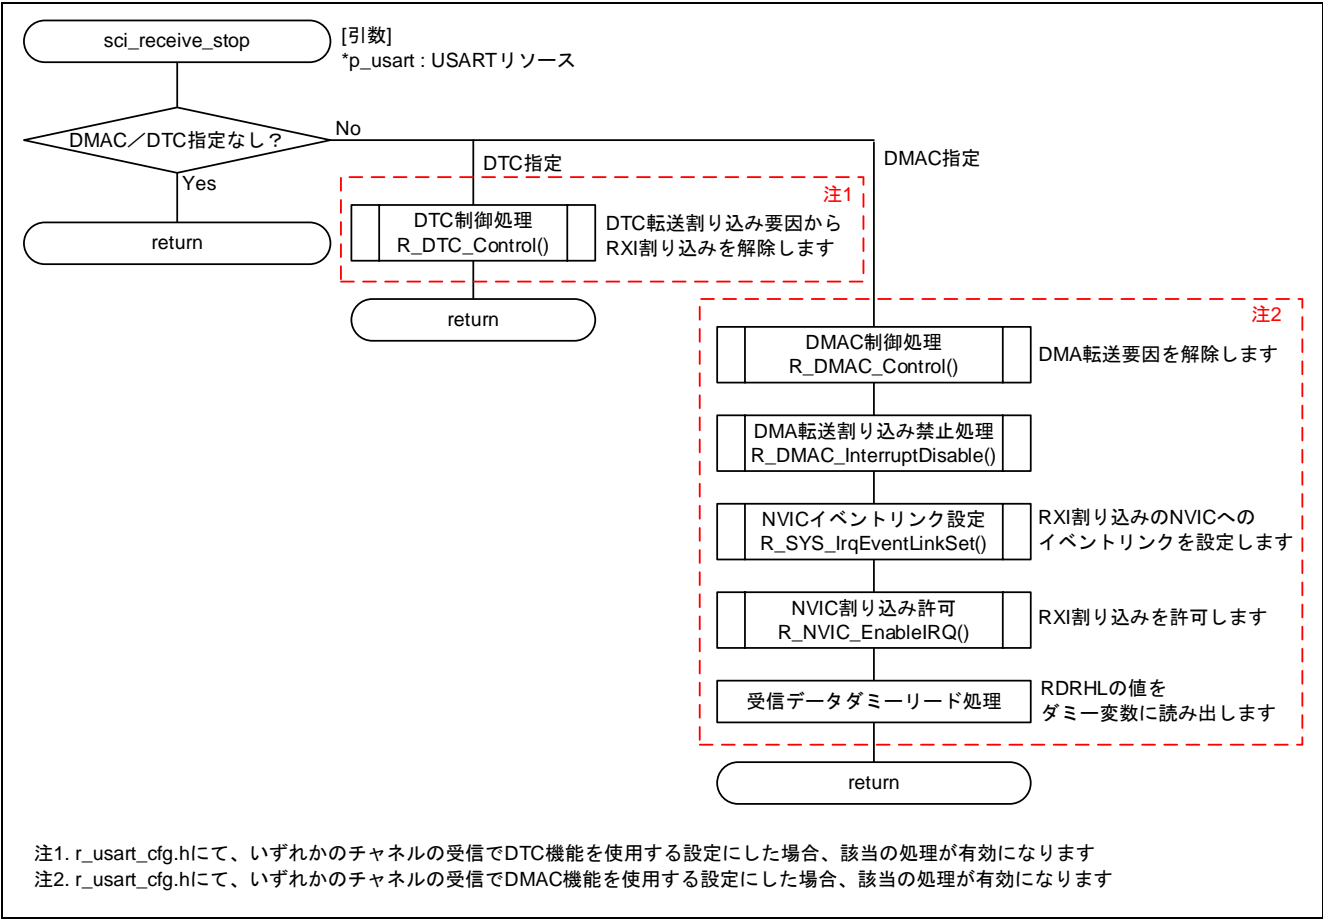 sci_receive_stop
[引数]
*p_usart : USARTリソース
DMAC／DTC指定なし？
No
Yes
return
DTC指定
DMAC指定
注1
DTC制御処理
R_DTC_Control()
DTC転送割り込み要因から
RXI割り込みを解除します
return
注2
DMAC制御処理
R_DMAC_Control()
DMA転送要因を解除します
DMA転送割り込み禁止処理
R_DMAC_InterruptDisable()
NVICイベントリンク設定
R_SYS_IrqEventLinkSet()
RXI割り込みのNVICへの
イベントリンクを設定します
NVIC割り込み許可
R_NVIC_EnableIRQ()
RXI割り込みを許可します
受信データダミーリード処理
RDRHLの値を
ダミー変数に読み出します
return
注1. r_usart_cfg.hにて、いずれかのチャネルの受信でDTC機能を使用する設定にした場合、該当の処理が有効になります
注2. r_usart_cfg.hにて、いずれかのチャネルの受信でDMAC機能を使用する設定にした場合、該当の処理が有効になります